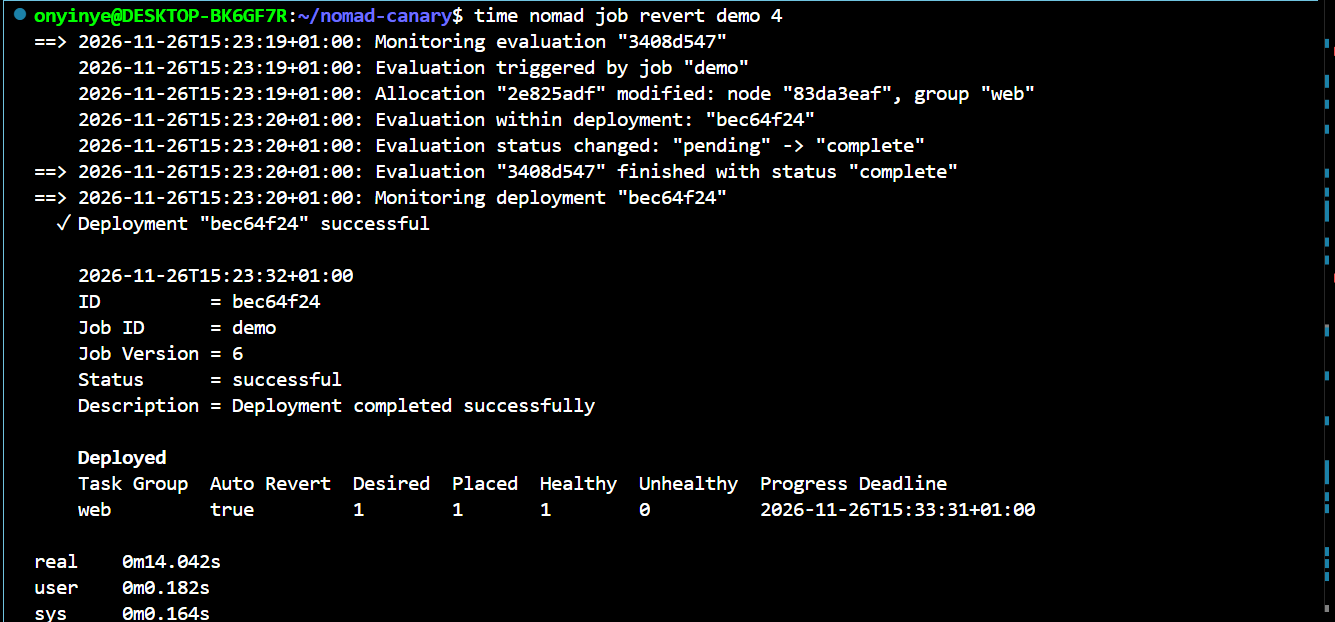 onyinye@DESKTOP-BK6GF7R:~/nomad-canary$ time nomad job revert demo 4
==> 2026-11-26T15:23:19+01:00: Monitoring evaluation "3408d547"
    2026-11-26T15:23:19+01:00: Evaluation triggered by job "demo"
    2026-11-26T15:23:19+01:00: Allocation "2e825adf" modified: node "83da3eaf", group "web"
    2026-11-26T15:23:20+01:00: Evaluation within deployment: "bec64f24"
    2026-11-26T15:23:20+01:00: Evaluation status changed: "pending" -> "complete"
==> 2026-11-26T15:23:20+01:00: Evaluation "3408d547" finished with status "complete"
==> 2026-11-26T15:23:20+01:00: Monitoring deployment "bec64f24"
  ✓ Deployment "bec64f24" successful
    2026-11-26T15:23:32+01:00
    ID          = bec64f24
    Job ID      = demo
    Job Version = 6
    Status      = successful
    Description = Deployment completed successfully
    Deployed
    Task Group  Auto Revert  Desired  Placed  Healthy  Unhealthy  Progress Deadline
    web         true         1        1       1        0          2026-11-26T15:33:31+01:00
real    0m14.042s
user    0m0.182s
sys     0m0.164s